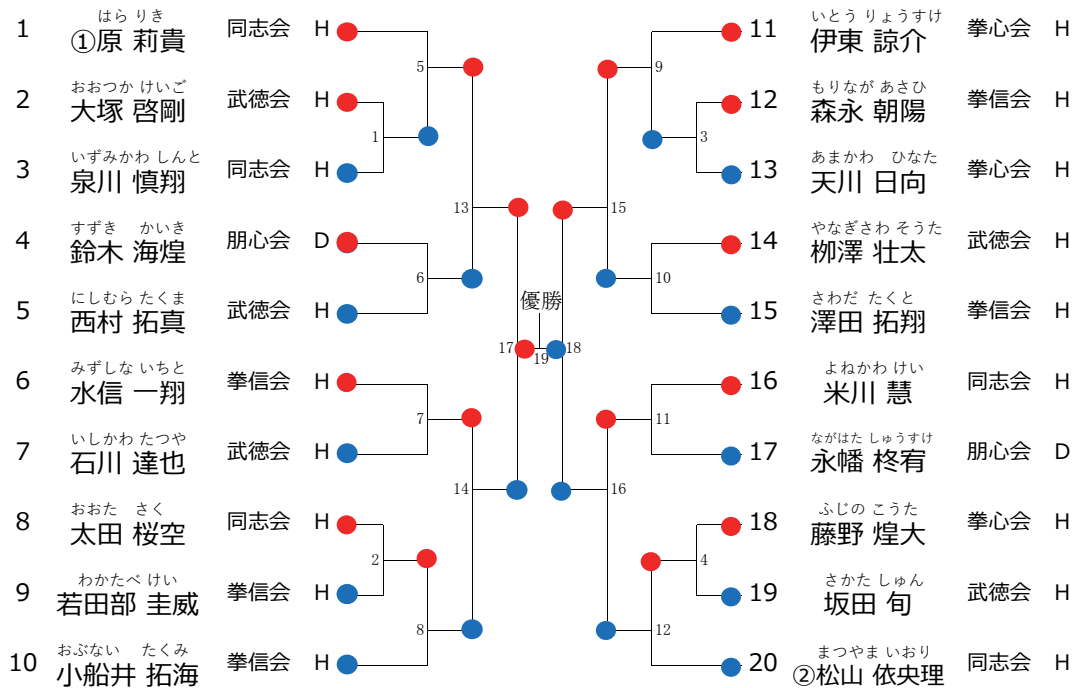 はら りき
1 ①原 莉貴 同志会 H
おおつか けいご
2 大塚 啓剛 武徳会 H
いずみかわ しんと
3 泉川 慎翔 同志会 H
すずき かいき
4 鈴木 海煌 朋心会 D
にしむら たくま
5 西村 拓真 武徳会 H
みずしな いちと
6 水信 一翔 拳信会 H
いしかわ たつや
7 石川 達也 武徳会 H
おおた さく
8 太田 桜空 同志会 H
わかたべ けい
9 若田部 圭威 拳信会 H
おぶない たくみ
10 小船井 拓海 拳信会 H
5
1
6
13
7
2
8
14
17
優勝
19
18
9
3
10
15
11
4
12
16
いとう りょうすけ
11 伊東 諒介 拳心会 H
もりなが あさひ
12 森永 朝陽 拳信会 H
あまかわ ひなた
13 天川 日向 拳心会 H
やなぎさわ そうた
14 栁澤 壮太 武徳会 H
さわだ たくと
15 澤田 拓翔 拳信会 H
よねかわ けい
16 米川 慧 同志会 H
ながはた しゅうすけ
17 永幡 柊宥 朋心会 D
ふじの こうた
18 藤野 煌大 拳心会 H
さかた しゅん
19 坂田 旬 武徳会 H
まつやま いおり
20 ②松山 依央理 同志会 H